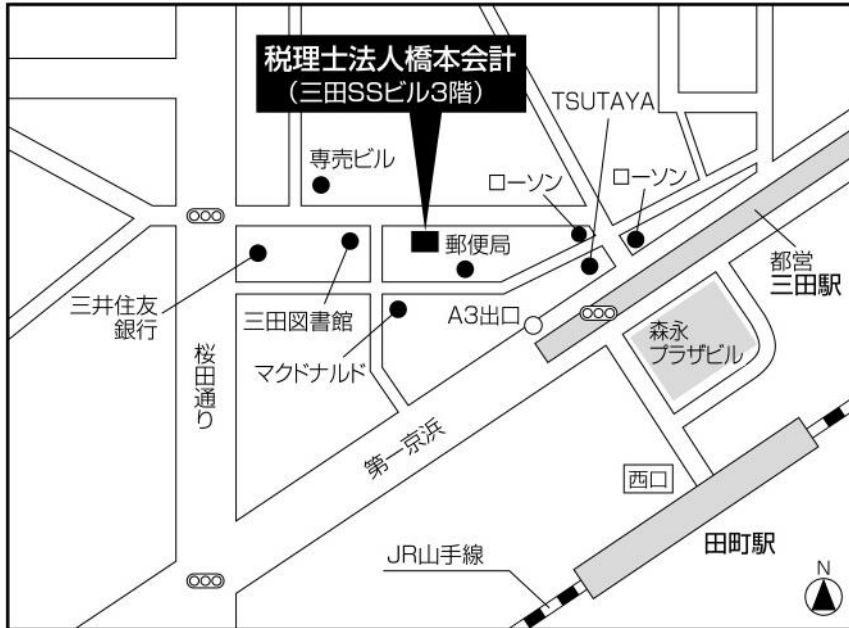 税理士法人橋本会計
（三田SSビル3階）
TSUTAYA
専売ビル
ローソン
ローソン
郵便局
都営
三田駅
三井住友
銀行
三田図書館
A3出口
森永
プラザビル
桜田通り
マクドナルド
第一京浜
西口
田町駅
JR山手線
N